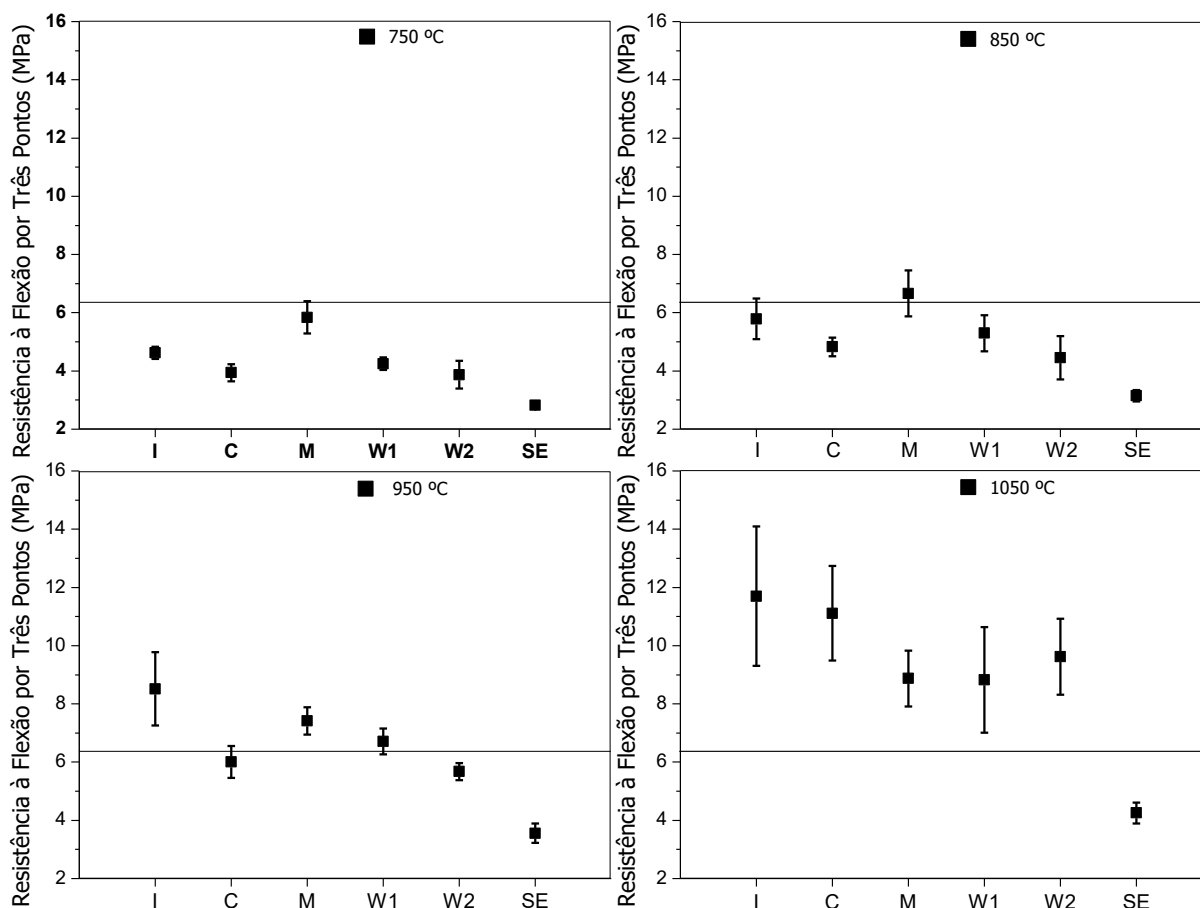 Resistência à Flexão por Três Pontos (MPa)
16
14
12
10
8
6
4
2
750 ºC
I C M W1 W2 SE
Resistência à Flexão por Três Pontos (MPa)
16
14
12
10
8
6
4
2
850 ºC
I C M W1 W2 SE
Resistência à Flexão por Três Pontos (MPa)
16
14
12
10
8
6
4
2
950 ºC
I C M W1 W2 SE
Resistência à Flexão por Três Pontos (MPa)
16
14
12
10
8
6
4
2
1050 ºC
I C M W1 W2 SE